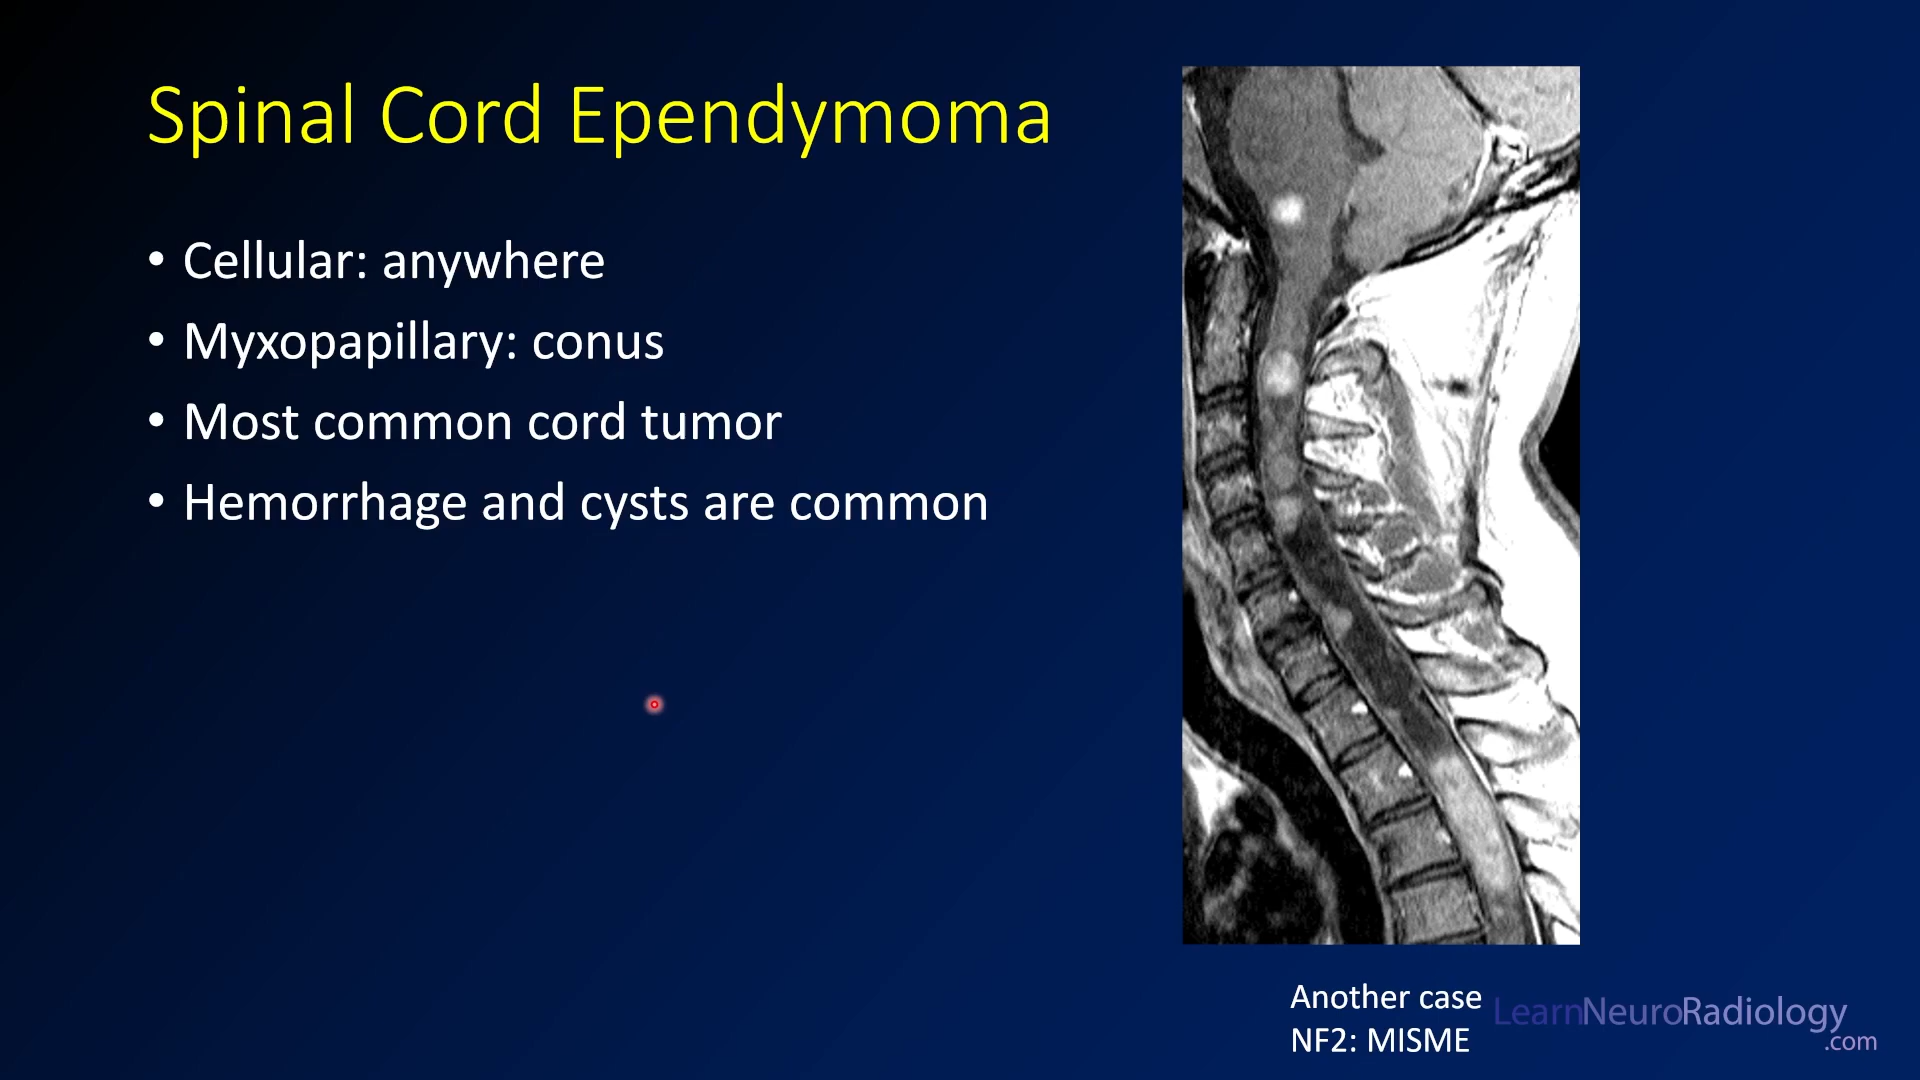 Spinal Cord Ependymoma
• Cellular: anywhere
• Myxopapillary: conus
• Most common cord tumor
• Hemorrhage and cysts are common
Another case
NF2: MISME
LearnNeuroRadiology
.com